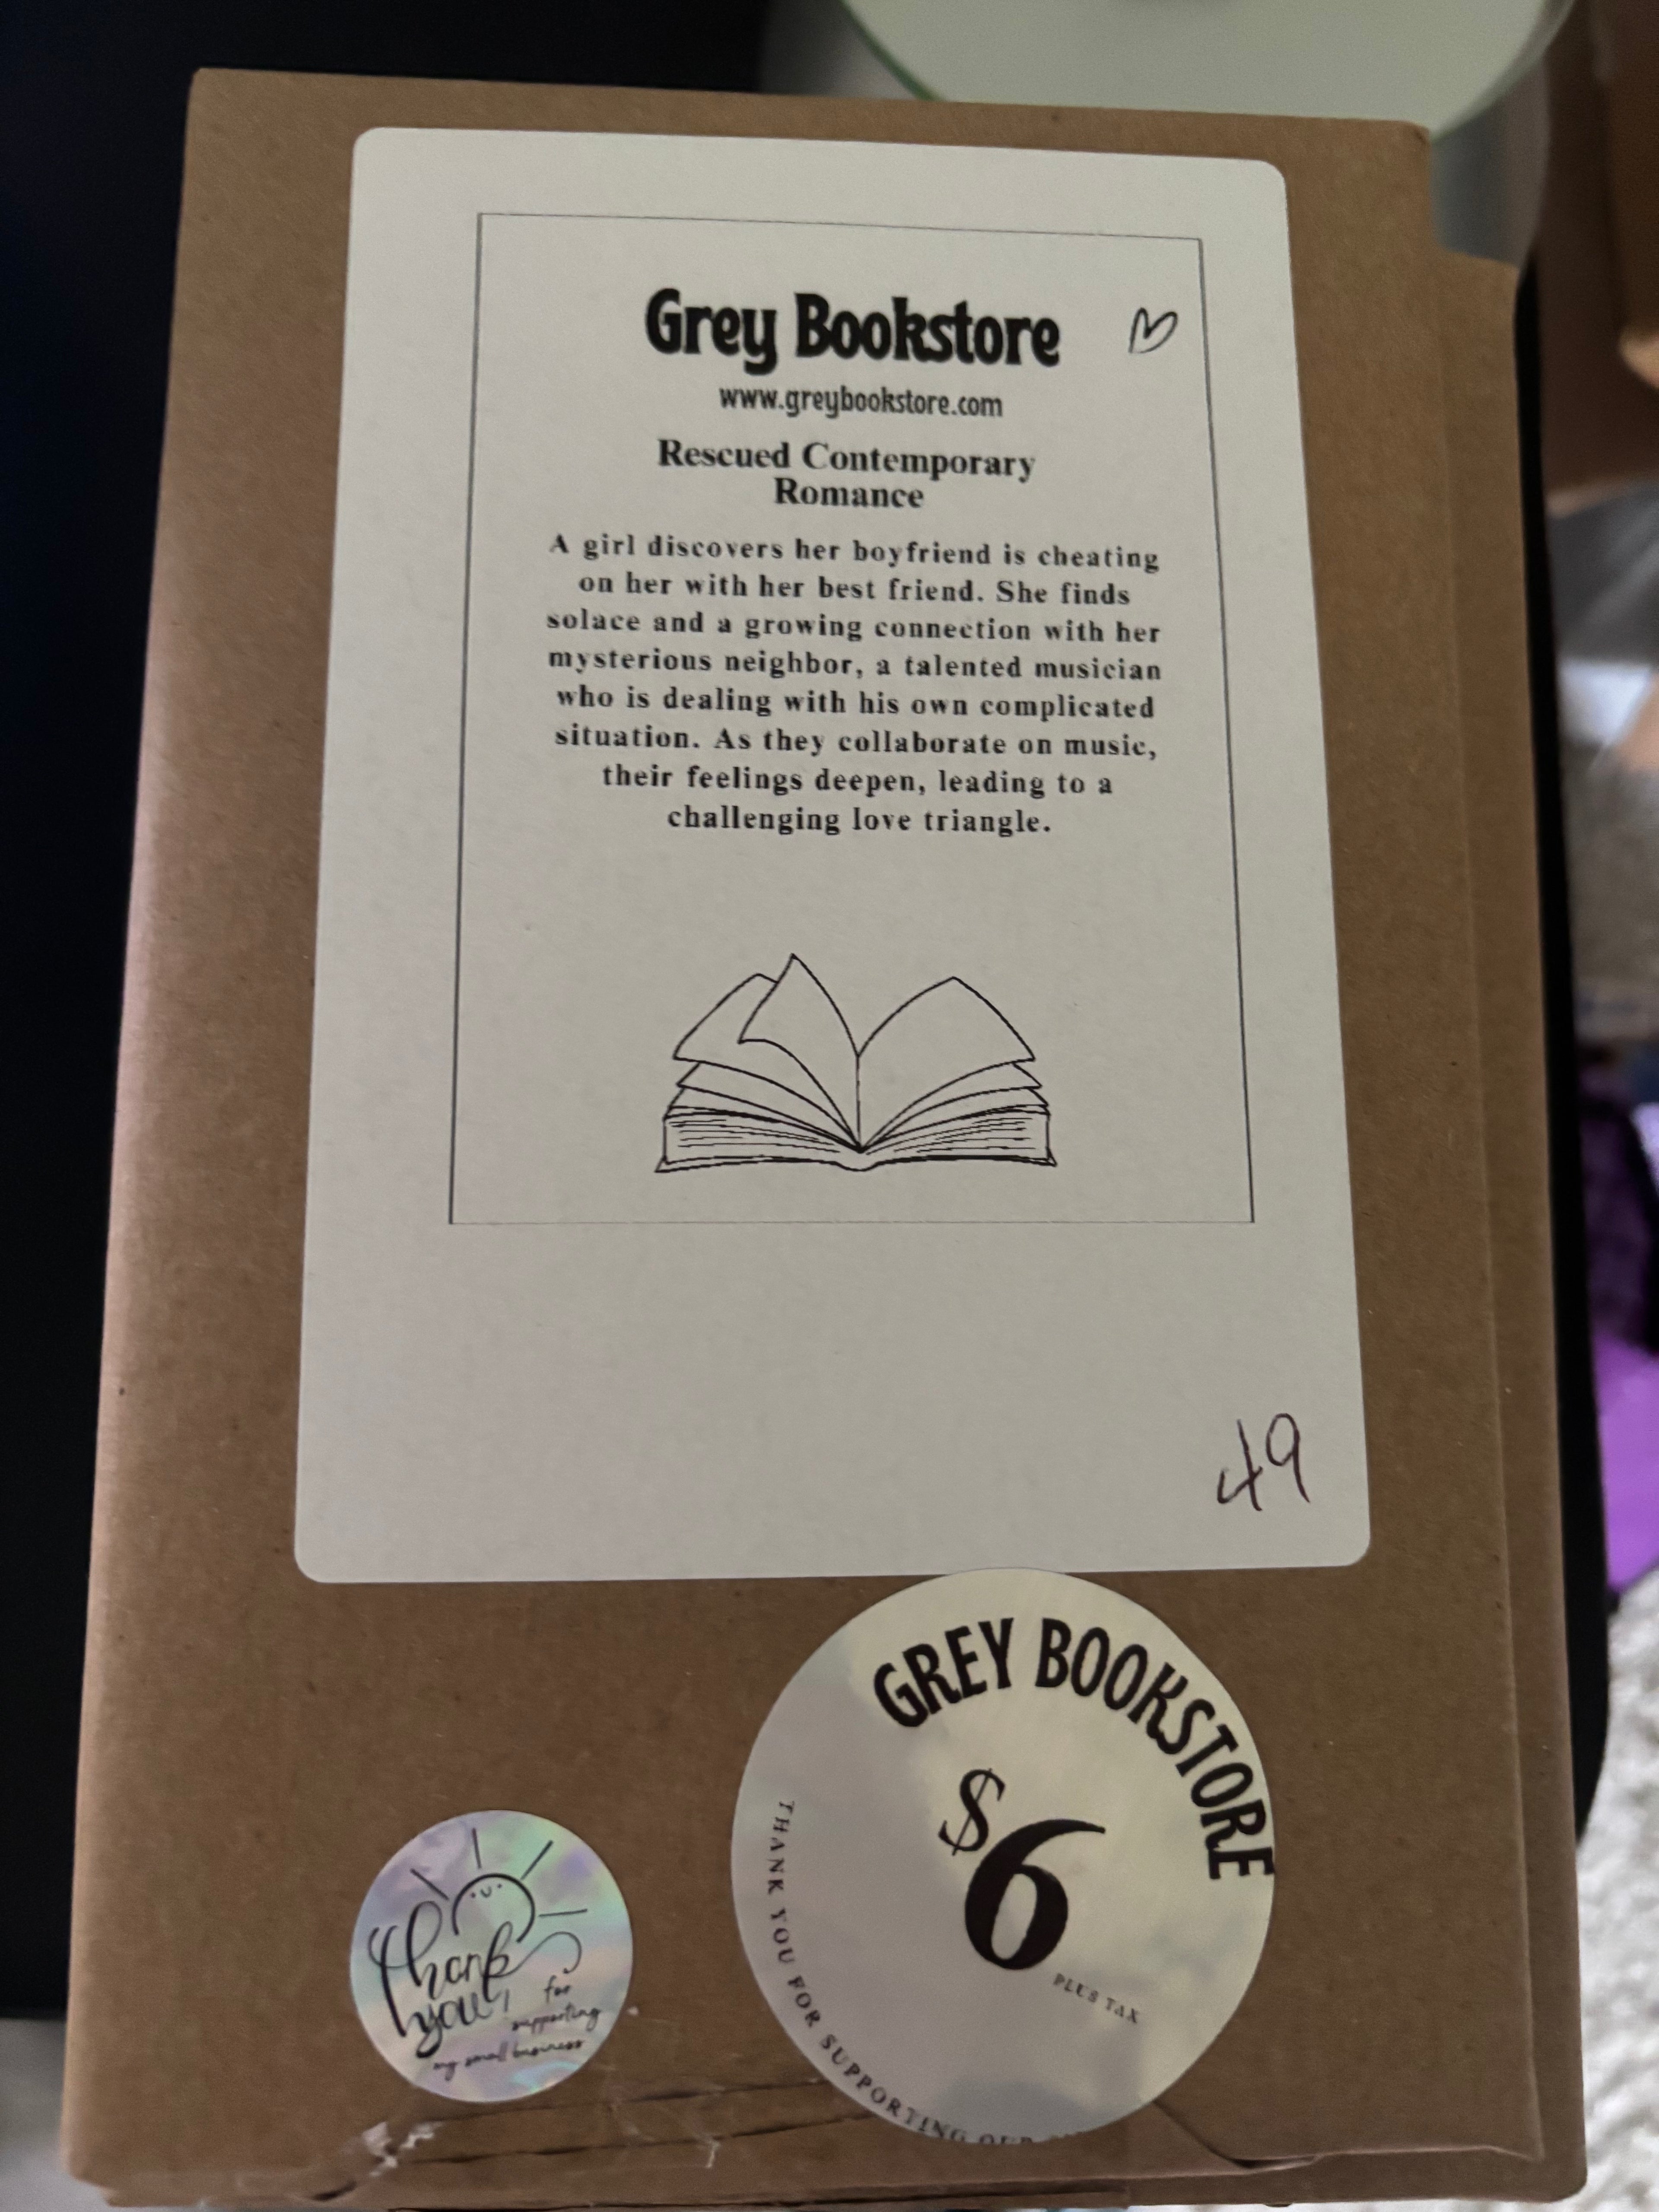 Grey Bookstore
www.greybookstore.com
Rescued Contemporary
Romance
A girl discovers her boyfriend is cheating
on her with her best friend. She finds
solace and a growing connection with her
mysterious neighbor, a talented musician
who is dealing with his own complicated
situation. As they collaborate on music,
their feelings deepen, leading to a
challenging love triangle.
49
GREY BOOKSTORE
$6
PLUS TAX
THANK YOU FOR SUPPORTING OUR
thank
you! for
supporting
my small business